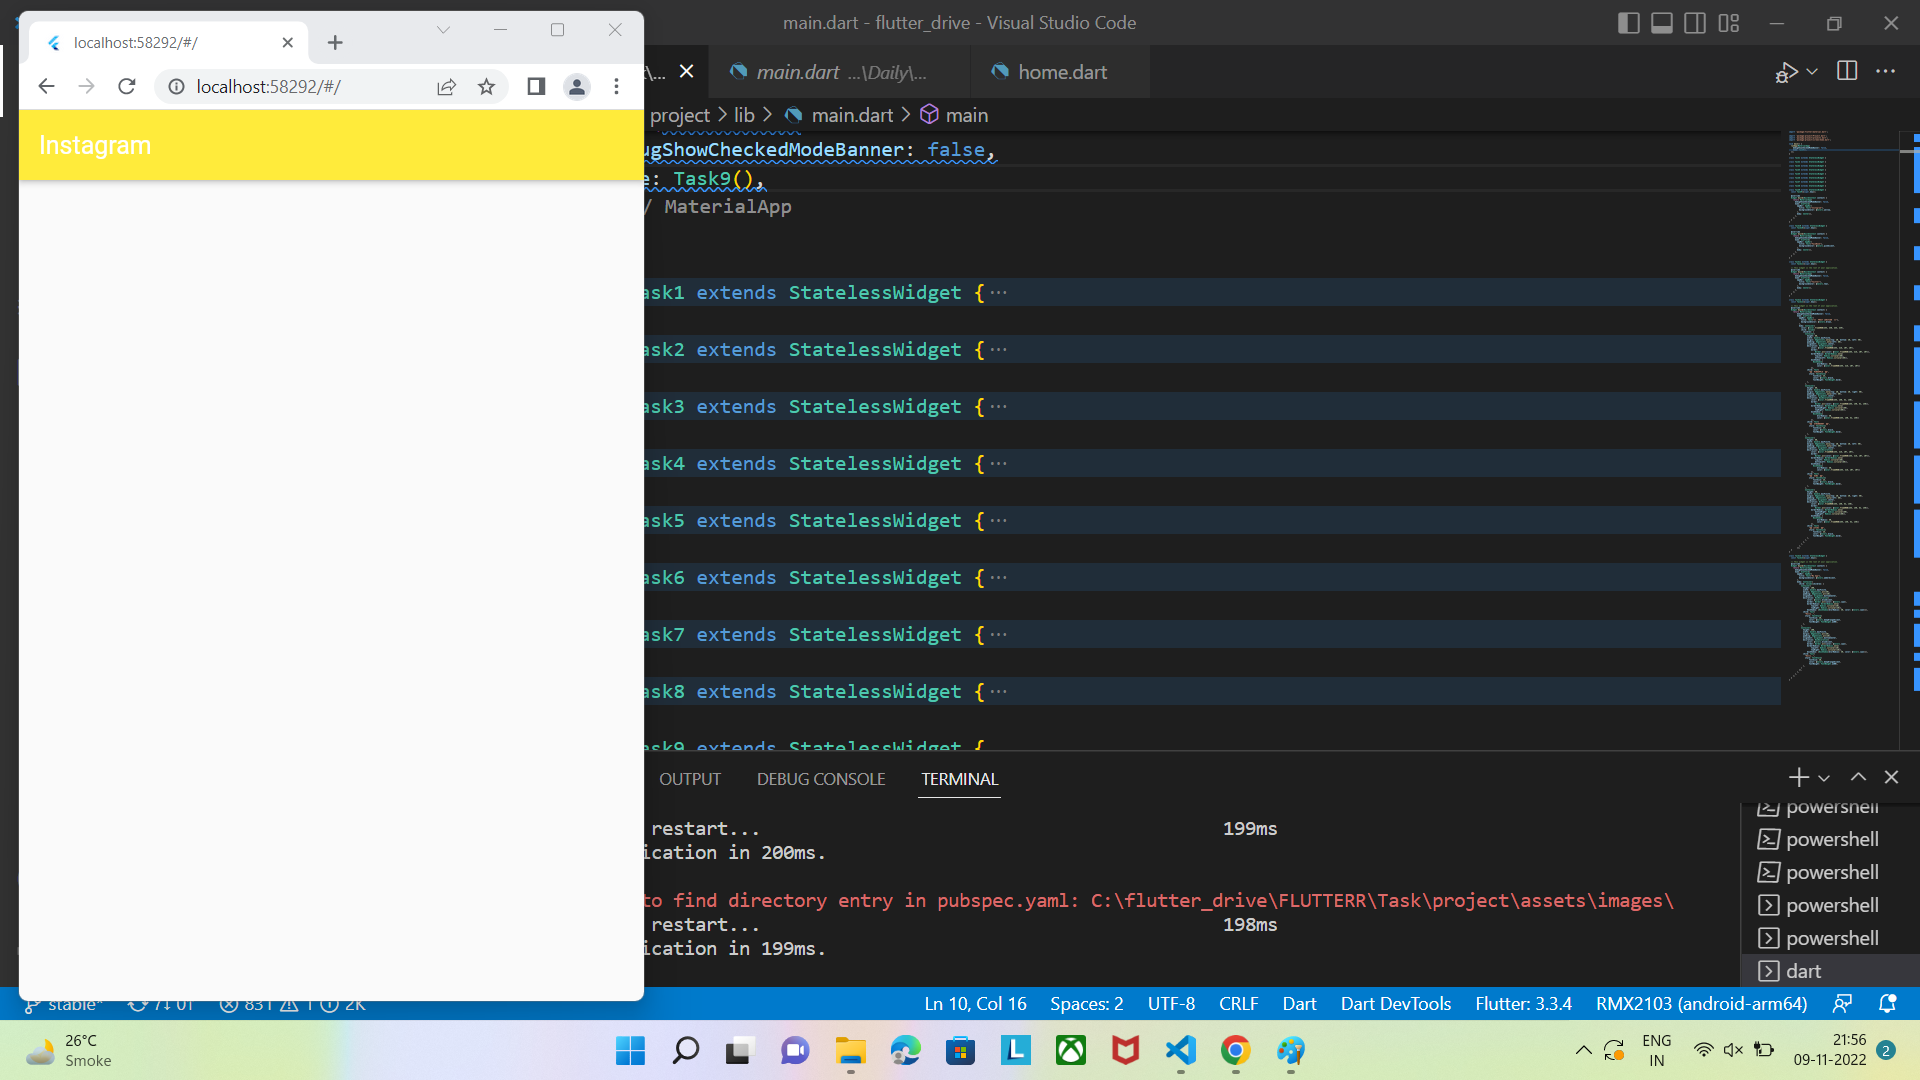 localhost:58292/#/
localhost:58292/#/
Instagram
main.dart - flutter_drive - Visual Studio Code
main.dart ...\Daily\...
home.dart
project > lib > main.dart > main
ugShowCheckedModeBanner: false,
e: Task9(),
/ MaterialApp
ask1 extends StatelessWidget {
ask2 extends StatelessWidget {
ask3 extends StatelessWidget {
ask4 extends StatelessWidget {
ask5 extends StatelessWidget {
ask6 extends StatelessWidget {
ask7 extends StatelessWidget {
ask8 extends StatelessWidget {
ask9 extends StatelessWidget {
OUTPUT DEBUG CONSOLE TERMINAL
restart... 199ms
ication in 200ms.
to find directory entry in pubspec.yaml: C:\flutter_drive\FLUTTERR\Task\project\assets\images\
restart... 198ms
ication in 199ms.
powershell
powershell
powershell
powershell
powershell
dart
stable*
Ln 10, Col 16 Spaces: 2 UTF-8 CRLF Dart Dart DevTools Flutter: 3.3.4 RMX2103 (android-arm64)
26°C
Smoke
ENG
IN
21:56
09-11-2022
2